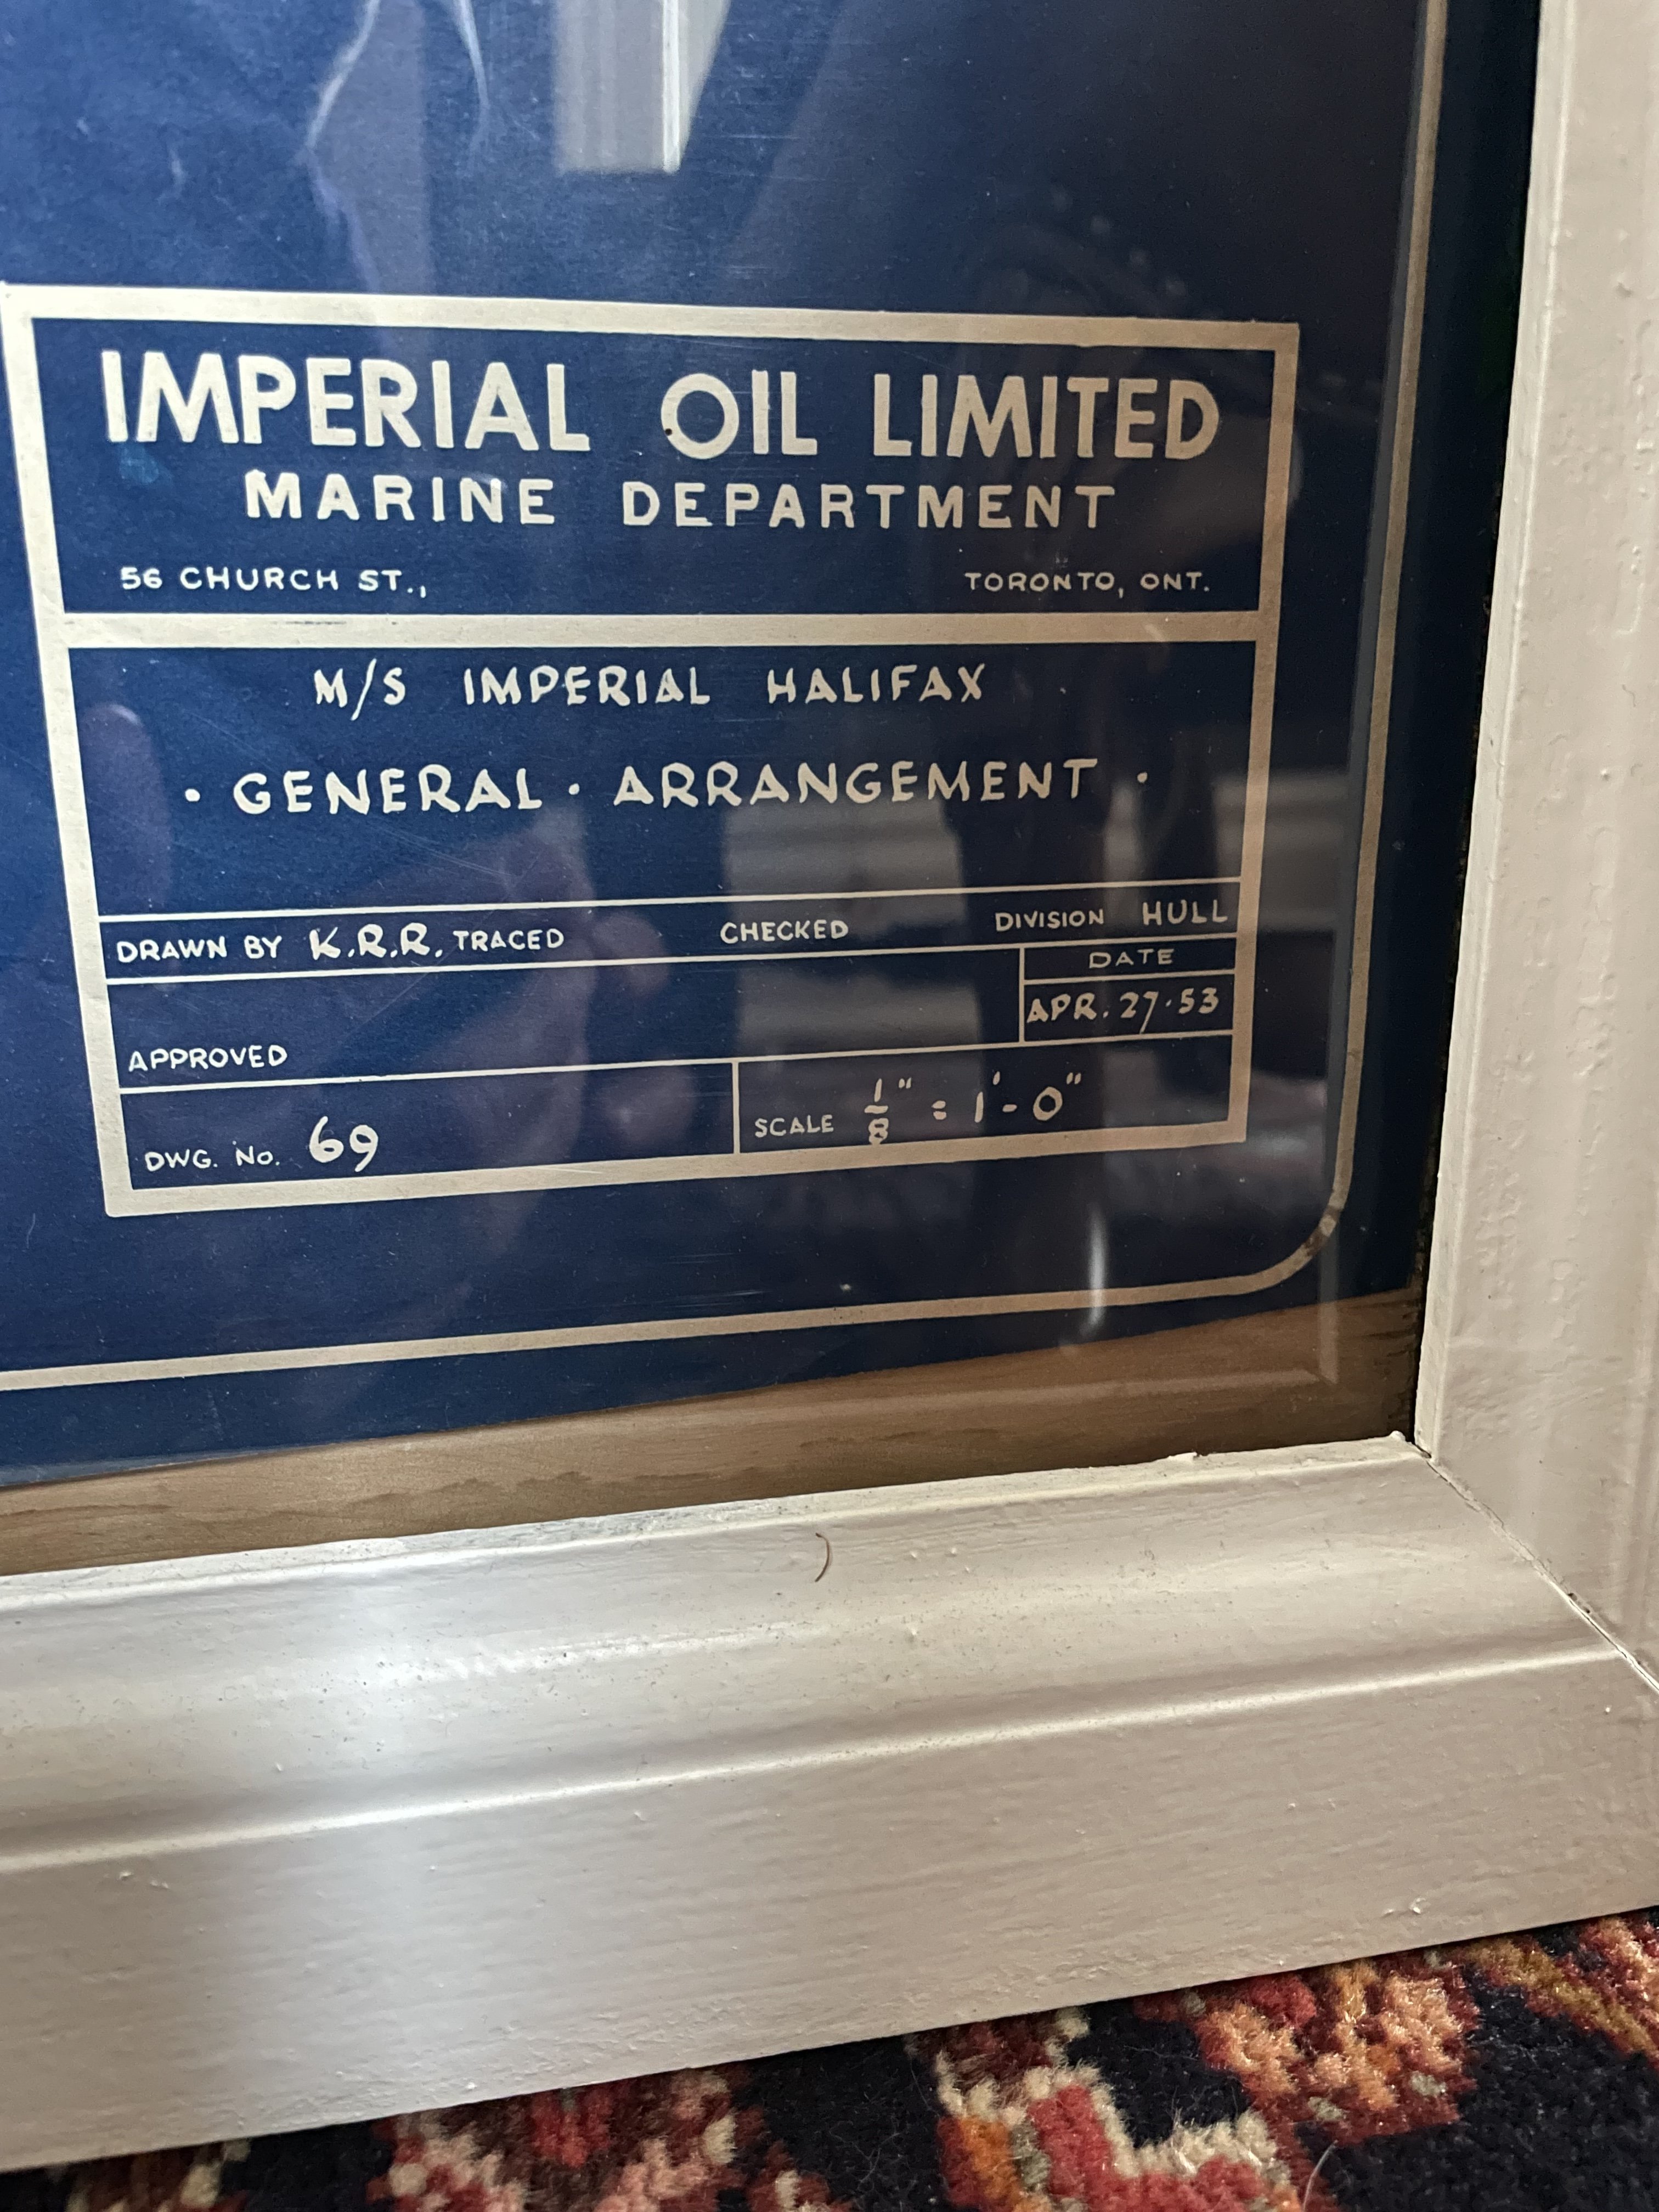 IMPERIAL OIL LIMITED
MARINE DEPARTMENT
56 CHURCH ST., TORONTO, ONT.
M/S IMPERIAL HALIFAX
· GENERAL · ARRANGEMENT ·
DRAWN BY K.R.R. TRACED CHECKED DIVISION HULL
DATE
APR. 27·53
APPROVED
DWG. No. 69 SCALE 1/8" = 1'-0"